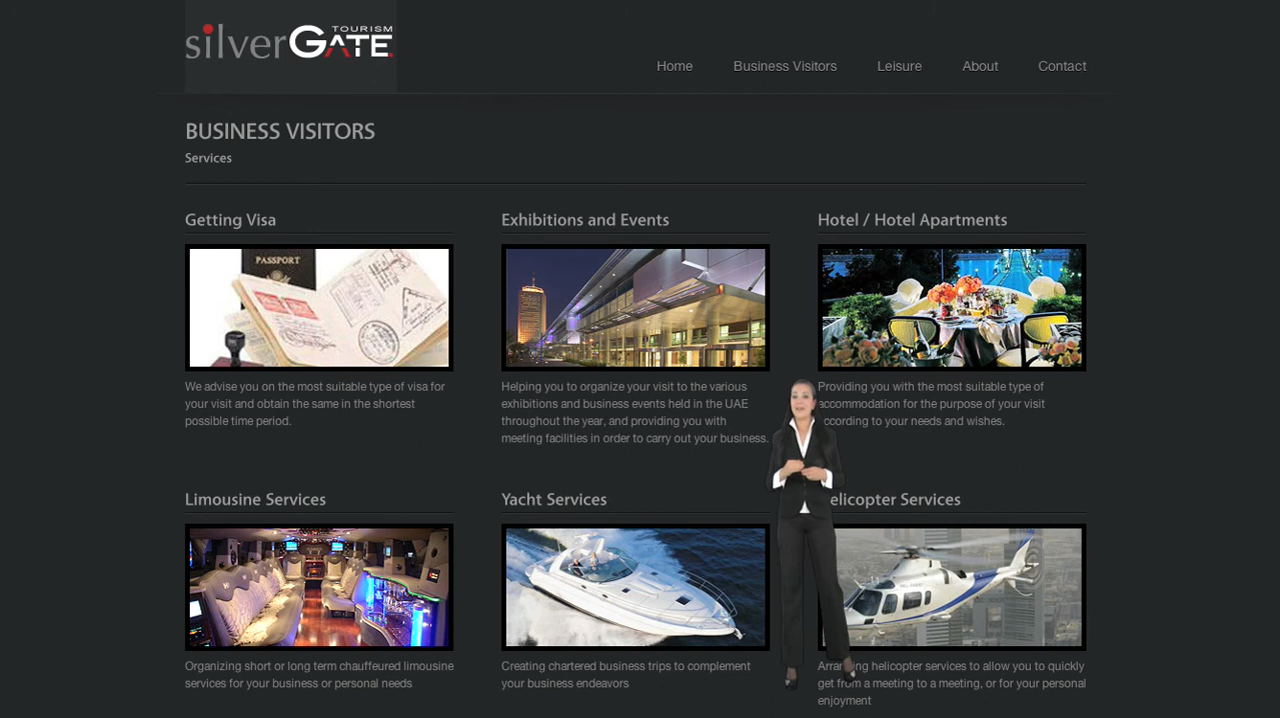 silverGATE TOURISM
Home Business Visitors Leisure About Contact
BUSINESS VISITORS
Services
Getting Visa
PASSPORT
We advise you on the most suitable type of visa for
your visit and obtain the same in the shortest
possible time period.
Exhibitions and Events
Helping you to organize your visit to the various
exhibitions and business events held in the UAE
throughout the year, and providing you with
meeting facilities in order to carry out your business.
Hotel / Hotel Apartments
Providing you with the most suitable type of
accommodation for the purpose of your visit
according to your needs and wishes.
Limousine Services
Organizing short or long term chauffeured limousine
services for your business or personal needs
Yacht Services
Creating chartered business trips to complement
your business endeavors
Helicopter Services
Arranging helicopter services to allow you to quickly
get from a meeting to a meeting, or for your personal
enjoyment